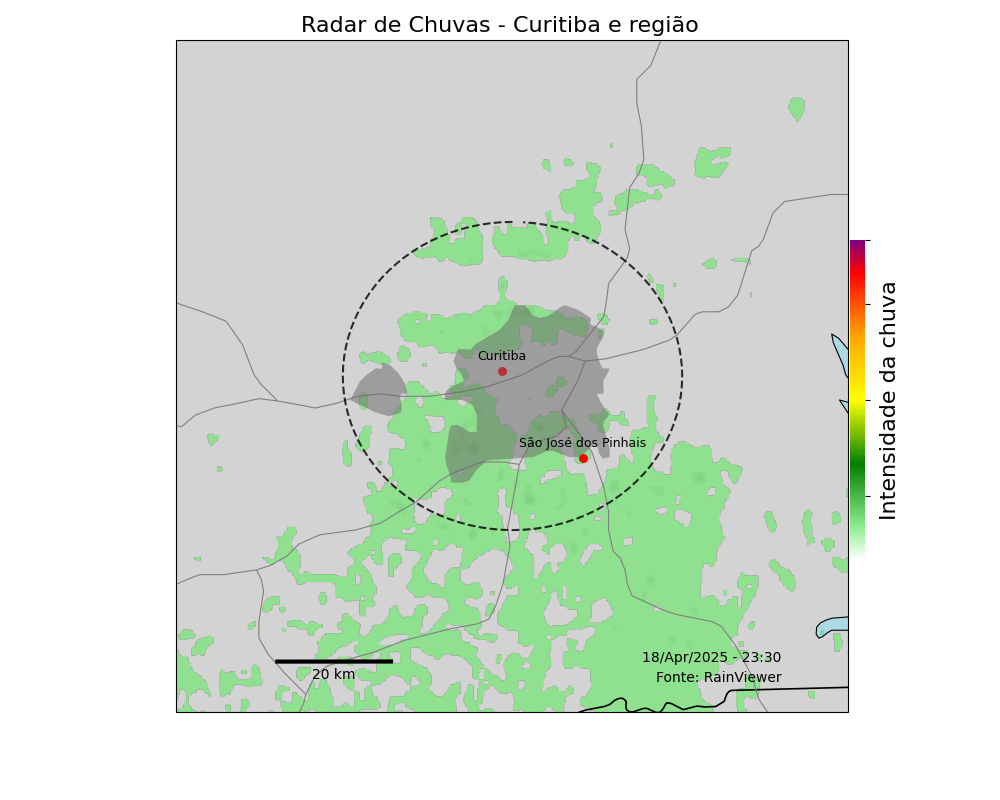 Radar de Chuvas - Curitiba e região
Curitiba
São José dos Pinhais
Intensidade da chuva
18/Apr/2025 - 23:30
Fonte: RainViewer
20 km